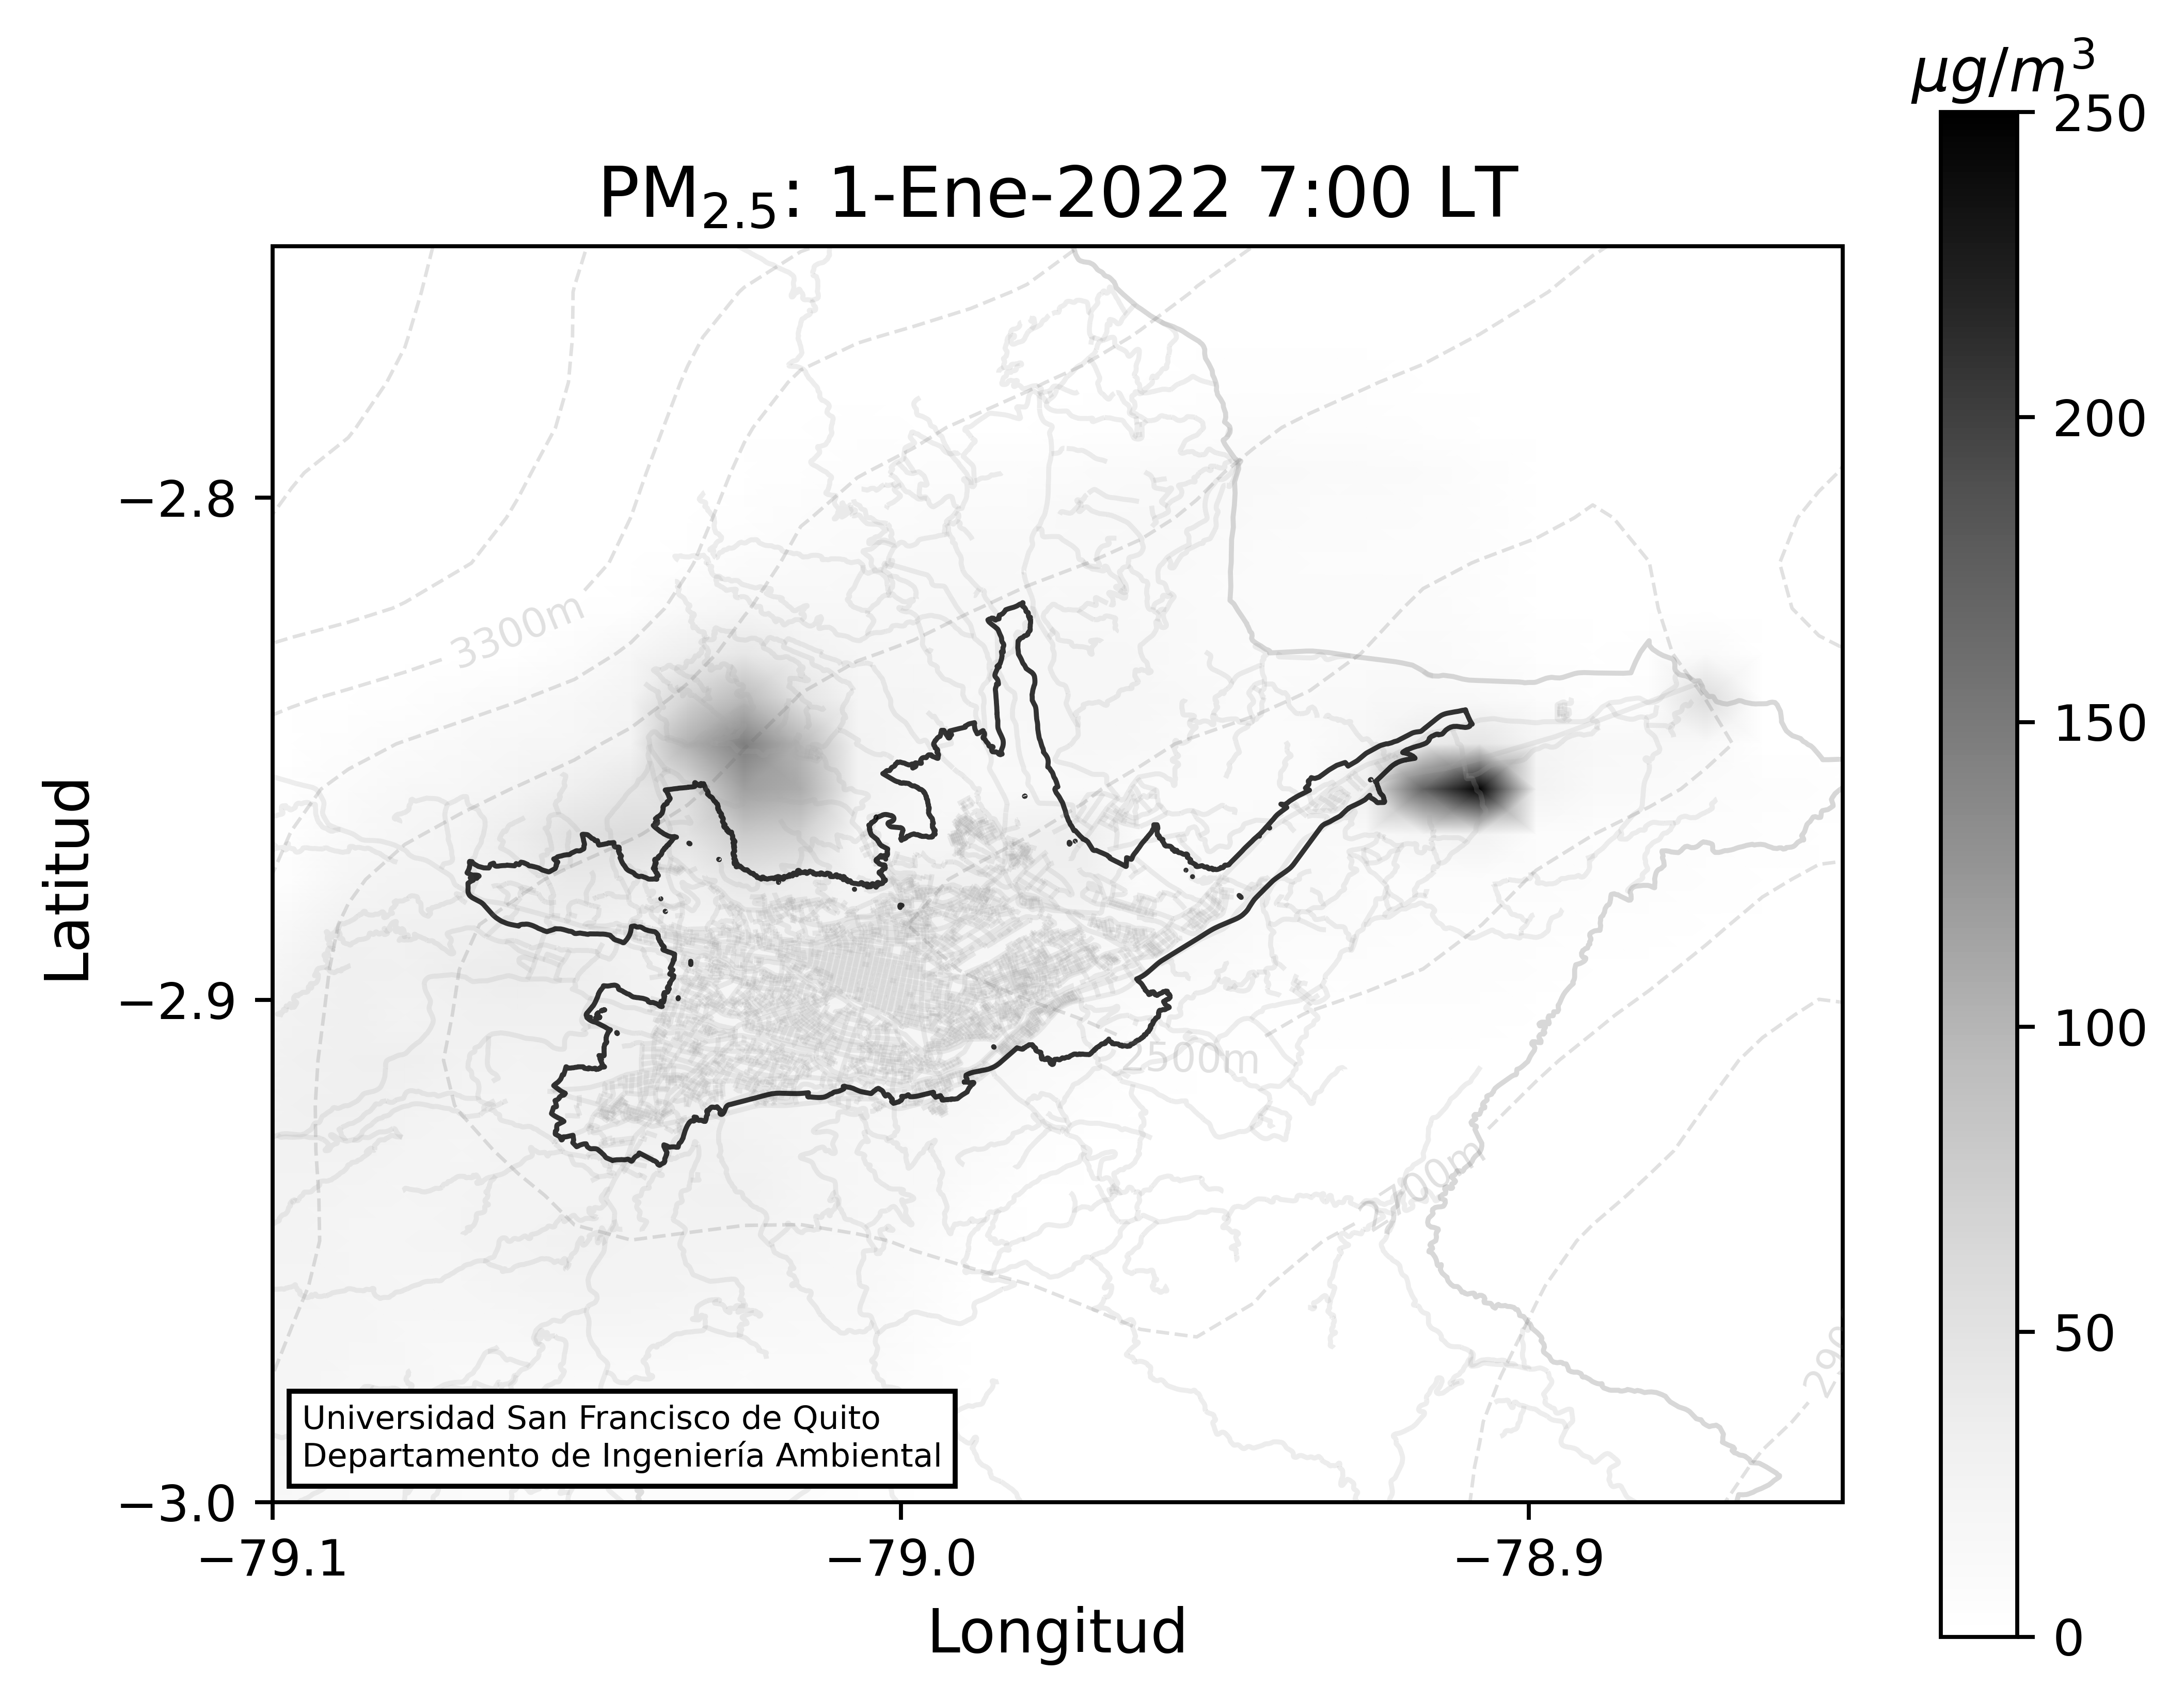 μg/m³
PM₂.₅: 1-Ene-2022 7:00 LT
250
200
150
100
50
0
Latitud
−2.8
−2.9
−3.0
3300m
2500m
2700m
Universidad San Francisco de Quito
Departamento de Ingeniería Ambiental
−79.1
−79.0
−78.9
Longitud